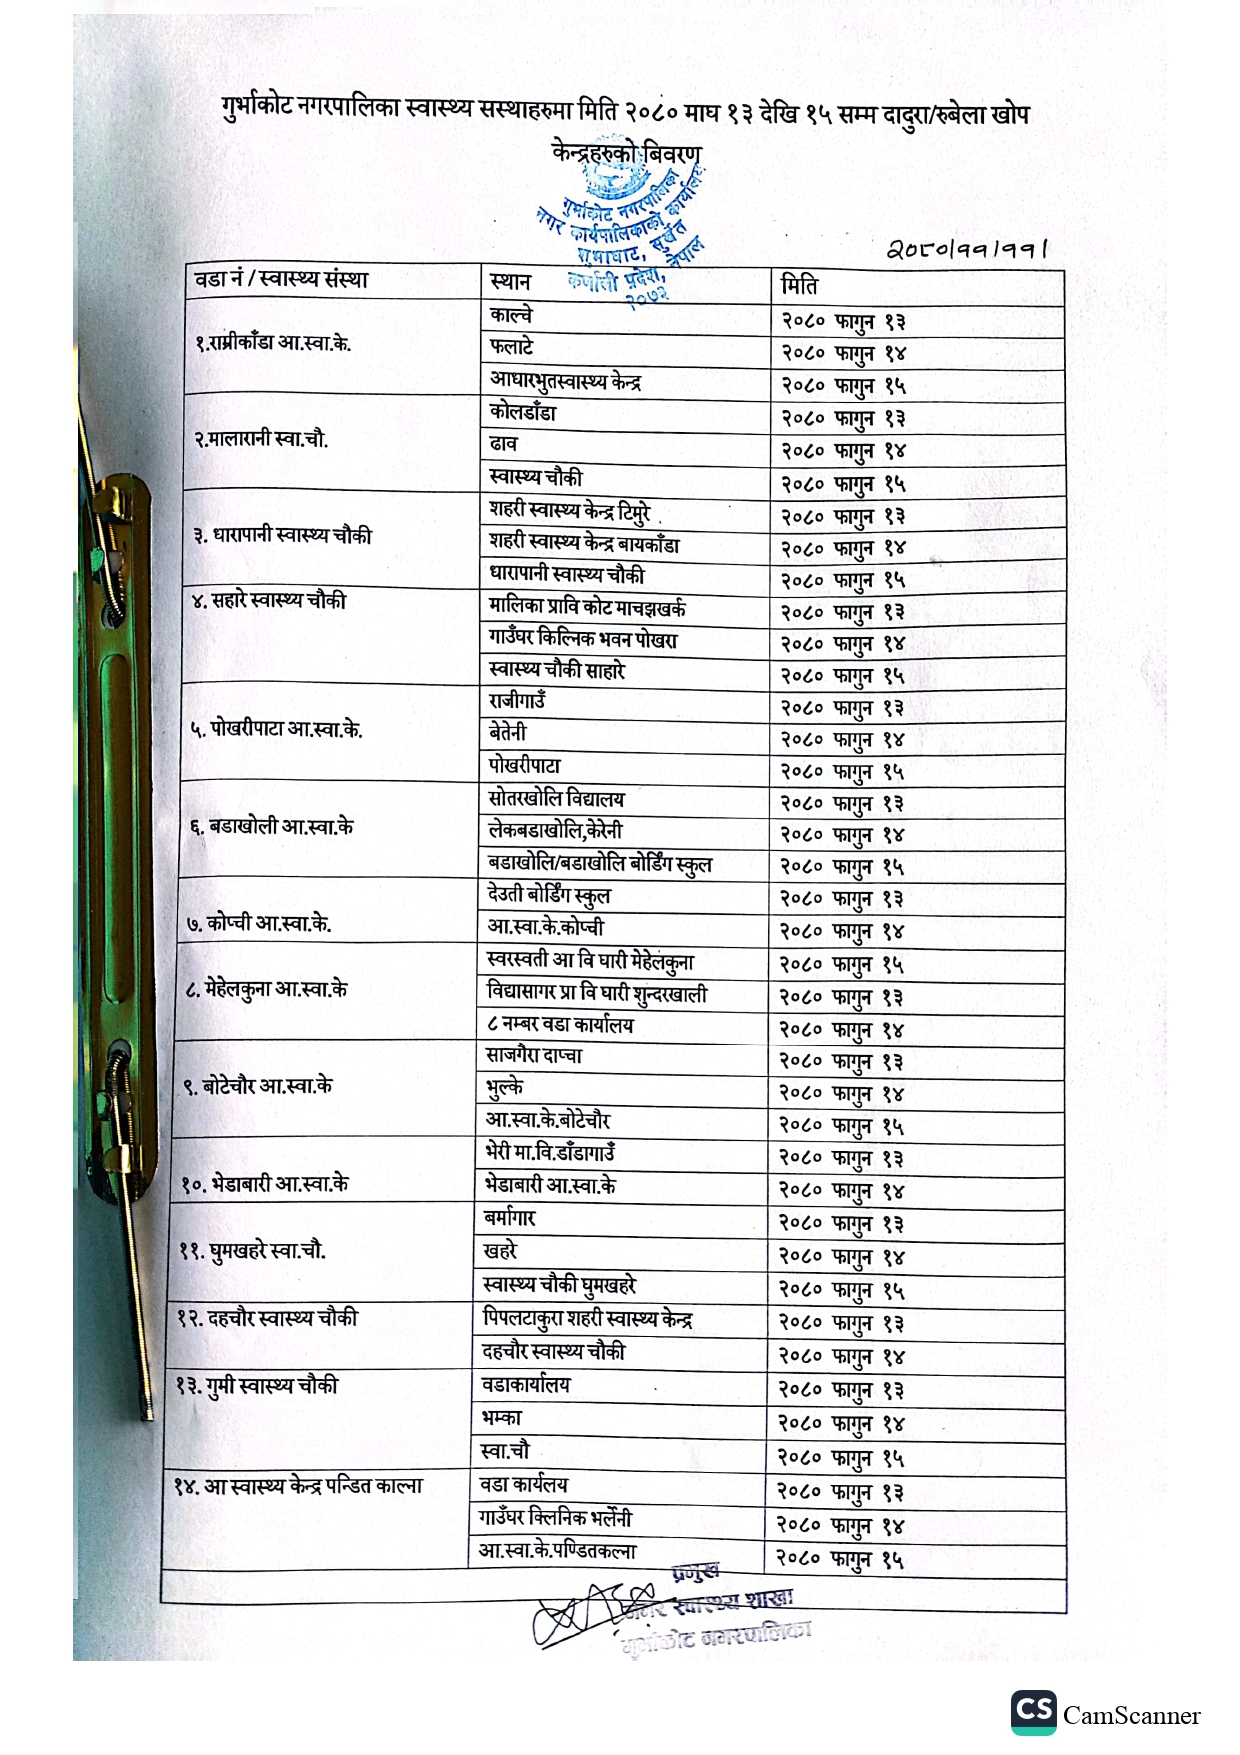 गुर्भाकोट नगरपालिका स्वास्थ्य सस्थाहरुमा मिति २०८० माघ १३ देखि १५ सम्म दादुरा/रुबेला खोप
केन्द्रहरुको बिवरण
गुर्भाकोट नगरपालिका
नगर कार्यपालिकाको कार्यालय
गुभाघाट, सुर्खेत
कर्णाली प्रदेश, नेपाल
२०७३
२०८०/११/११
वडा नं / स्वास्थ्य संस्था स्थान मिति
१.राम्रीकाँडा आ.स्वा.के. काल्चे २०८० फागुन १३
फलाटे २०८० फागुन १४
आधारभुतस्वास्थ्य केन्द्र २०८० फागुन १५
२.मालारानी स्वा.चौ. कोलडाँडा २०८० फागुन १३
ढाव २०८० फागुन १४
स्वास्थ्य चौकी २०८० फागुन १५
३. धारापानी स्वास्थ्य चौकी शहरी स्वास्थ्य केन्द्र टिमुरे २०८० फागुन १३
शहरी स्वास्थ्य केन्द्र बायकाँडा २०८० फागुन १४
धारापानी स्वास्थ्य चौकी २०८० फागुन १५
४. सहारे स्वास्थ्य चौकी मालिका प्रावि कोट माचझखर्क २०८० फागुन १३
गाउँघर किल्निक भवन पोखरा २०८० फागुन १४
स्वास्थ्य चौकी साहारे २०८० फागुन १५
५. पोखरीपाटा आ.स्वा.के. राजीगाउँ २०८० फागुन १३
बेतेनी २०८० फागुन १४
पोखरीपाटा २०८० फागुन १५
६. बडाखोली आ.स्वा.के सोतरखोलि विद्यालय २०८० फागुन १३
लेकबडाखोलि,केरेनी २०८० फागुन १४
बडाखोलि/बडाखोलि बोर्डिंग स्कुल २०८० फागुन १५
७. कोप्ची आ.स्वा.के. देउती बोर्डिंग स्कुल २०८० फागुन १३
आ.स्वा.के.कोप्ची २०८० फागुन १४
८. मेहेलकुना आ.स्वा.के स्वरस्वती आ वि घारी मेहेलकुना २०८० फागुन १५
विद्यासागर प्रा वि घारी शुन्दरखाली २०८० फागुन १३
८ नम्बर वडा कार्यालय २०८० फागुन १४
९. बोटेचौर आ.स्वा.के साजगैरा दाप्चा २०८० फागुन १३
भुल्के २०८० फागुन १४
आ.स्वा.के.बोटेचौर २०८० फागुन १५
१०. भेडाबारी आ.स्वा.के भेरी मा.वि.डाँडागाउँ २०८० फागुन १३
भेडाबारी आ.स्वा.के २०८० फागुन १४
११. घुमखहरे स्वा.चौ. बर्मागार २०८० फागुन १३
खहरे २०८० फागुन १४
स्वास्थ्य चौकी घुमखहरे २०८० फागुन १५
१२. दहचौर स्वास्थ्य चौकी पिपलटाकुरा शहरी स्वास्थ्य केन्द्र २०८० फागुन १३
दहचौर स्वास्थ्य चौकी २०८० फागुन १४
१३. गुमी स्वास्थ्य चौकी वडाकार्यालय २०८० फागुन १३
भम्का २०८० फागुन १४
स्वा.चौ २०८० फागुन १५
१४. आ स्वास्थ्य केन्द्र पन्डित काल्ना वडा कार्यलय २०८० फागुन १३
गाउँघर क्लिनिक भर्लेनी २०८० फागुन १४
आ.स्वा.के.पण्डितकल्ना २०८० फागुन १५
प्रमुख
नगर स्वास्थ्य शाखा
गुर्भाकोट नगरपालिका
CS CamScanner